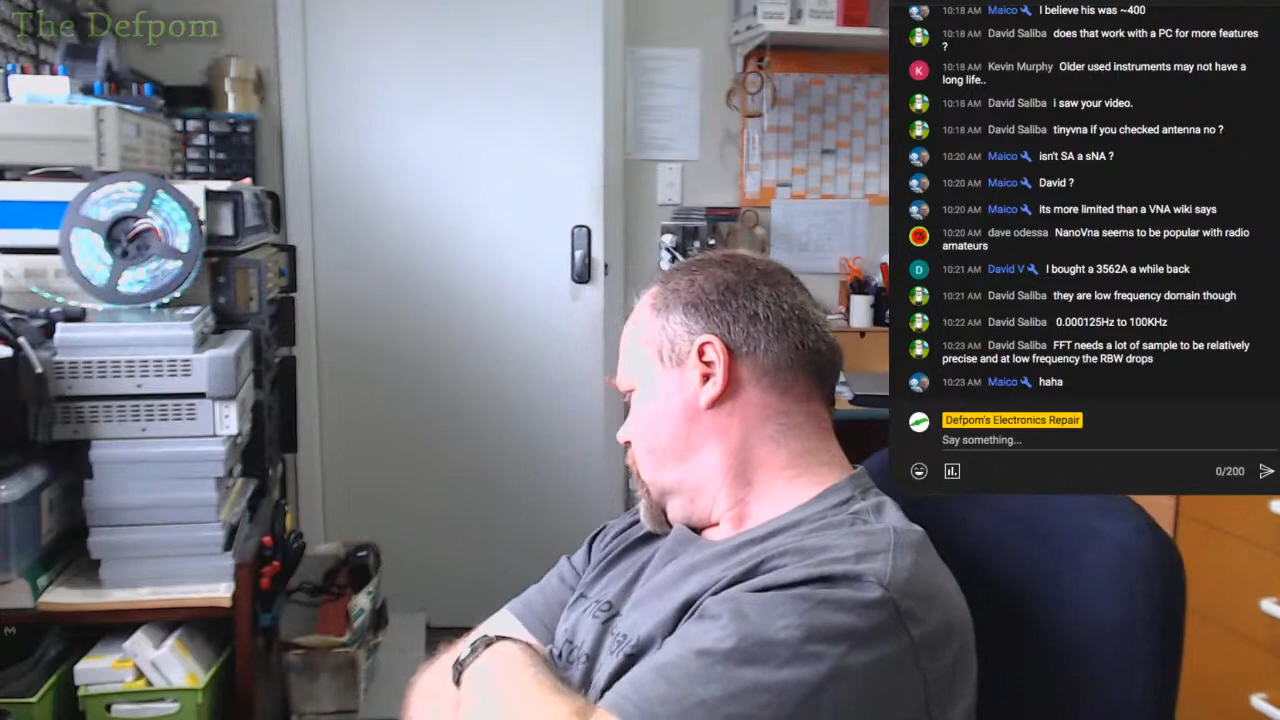 The Defpom
10:18 AM Maico I believe his was ~400
10:18 AM David Saliba does that work with a PC for more features
?
10:18 AM Kevin Murphy Older used instruments may not have a
long life..
10:18 AM David Saliba i saw your video.
10:18 AM David Saliba tinyvna if you checked antenna no ?
10:20 AM Maico isn't SA a sNA ?
10:20 AM Maico David ?
10:20 AM Maico its more limited than a VNA wiki says
10:20 AM dave odessa NanoVna seems to be popular with radio
amateurs
10:21 AM David V I bought a 3562A a while back
10:21 AM David Saliba they are low frequency domain though
10:22 AM David Saliba 0.000125Hz to 100KHz
10:23 AM David Saliba FFT needs a lot of sample to be relatively
precise and at low frequency the RBW drops
10:23 AM Maico haha
Defpom's Electronics Repair
Say something...
0/200
K
D